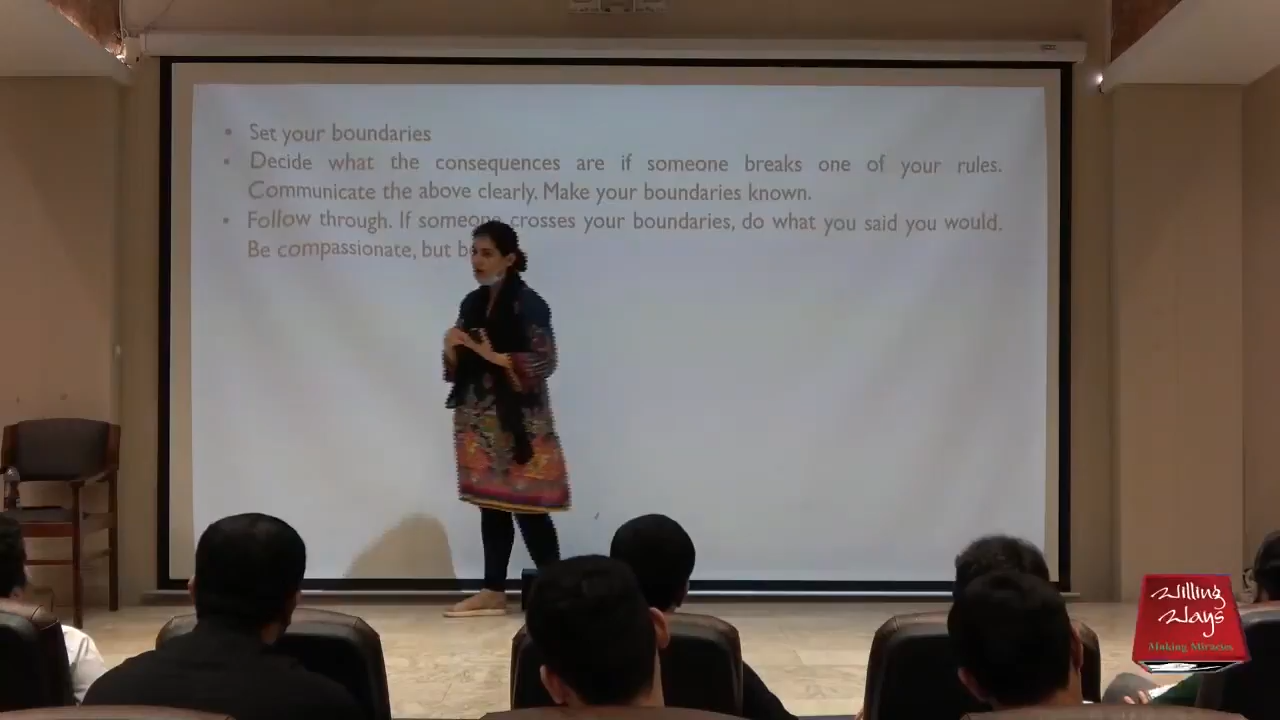 • Set your boundaries
• Decide what the consequences are if someone breaks one of your rules.
Communicate the above clearly. Make your boundaries known.
• Follow through. If someone crosses your boundaries, do what you said you would.
Be compassionate, but
Willing
Ways
Making Miracles